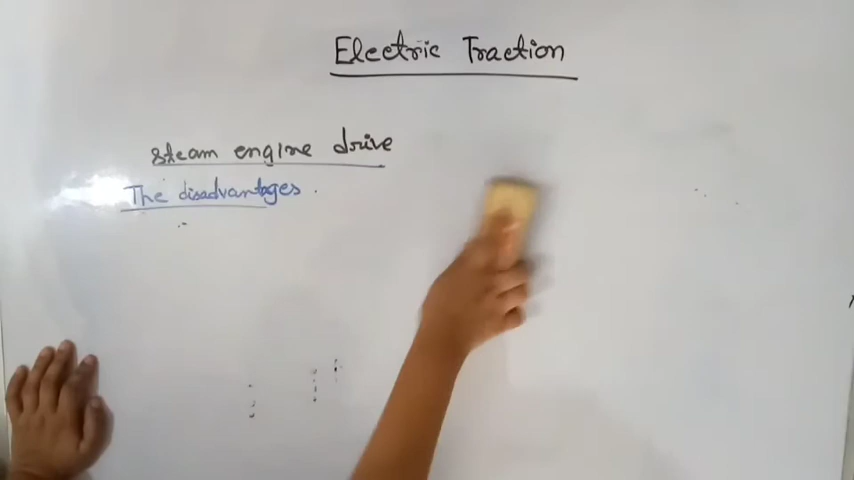 Electric Traction
steam engine drive
The disadvantages